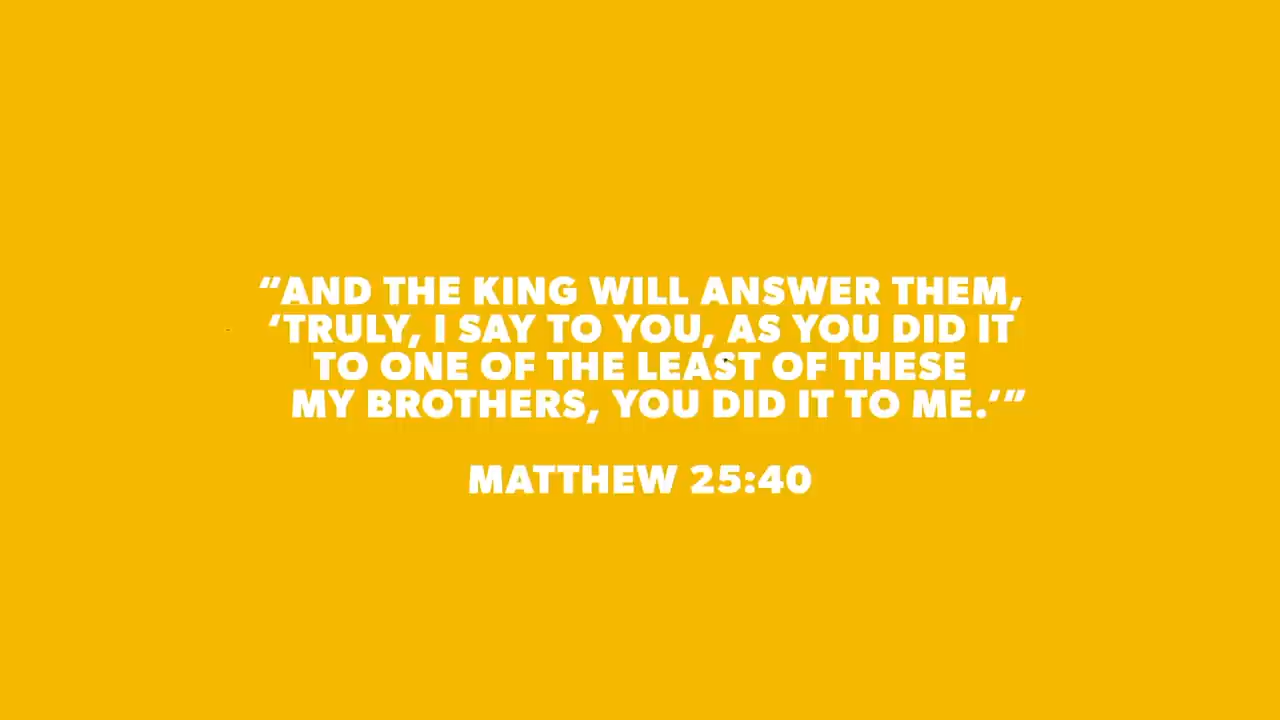 “AND THE KING WILL ANSWER THEM,
‘TRULY, I SAY TO YOU, AS YOU DID IT
TO ONE OF THE LEAST OF THESE
MY BROTHERS, YOU DID IT TO ME.’”
MATTHEW 25:40